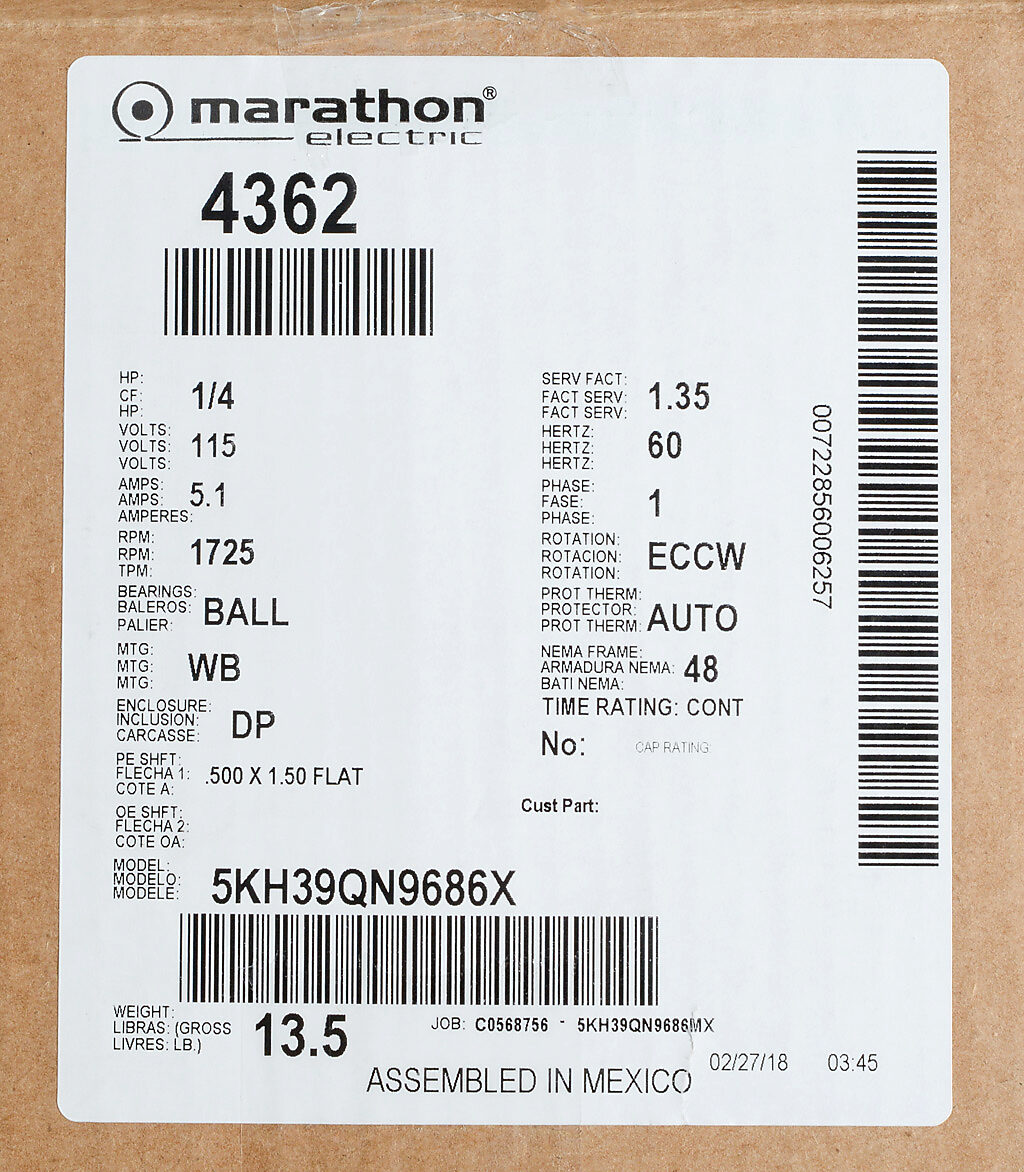 marathon®
electric
4362
HP:
CF: 1/4
HP:
VOLTS:
VOLTS: 115
VOLTS:
AMPS:
AMPS: 5.1
AMPERES:
RPM:
RPM: 1725
TPM:
BEARINGS:
BALEROS: BALL
PALIER:
MTG:
MTG: WB
MTG:
ENCLOSURE:
INCLUSION: DP
CARCASSE:
PE SHFT:
FLECHA 1: .500 X 1.50 FLAT
COTE A:
OE SHFT:
FLECHA 2:
COTE OA:
SERV FACT:
FACT SERV: 1.35
FACT SERV:
HERTZ:
HERTZ: 60
HERTZ:
PHASE:
FASE: 1
PHASE:
ROTATION:
ROTACION: ECCW
ROTATION:
PROT THERM:
PROTECTOR: AUTO
PROT THERM:
NEMA FRAME:
ARMADURA NEMA: 48
BATI NEMA:
TIME RATING: CONT
No: CAP RATING
Cust Part:
00722856006257
MODEL:
MODELO: 5KH39QN9686X
MODELE:
WEIGHT:
LIBRAS: (GROSS 13.5
LIVRES: LB.)
JOB: C0568756 - 5KH39QN9686MX
ASSEMBLED IN MEXICO
02/27/18 03:45